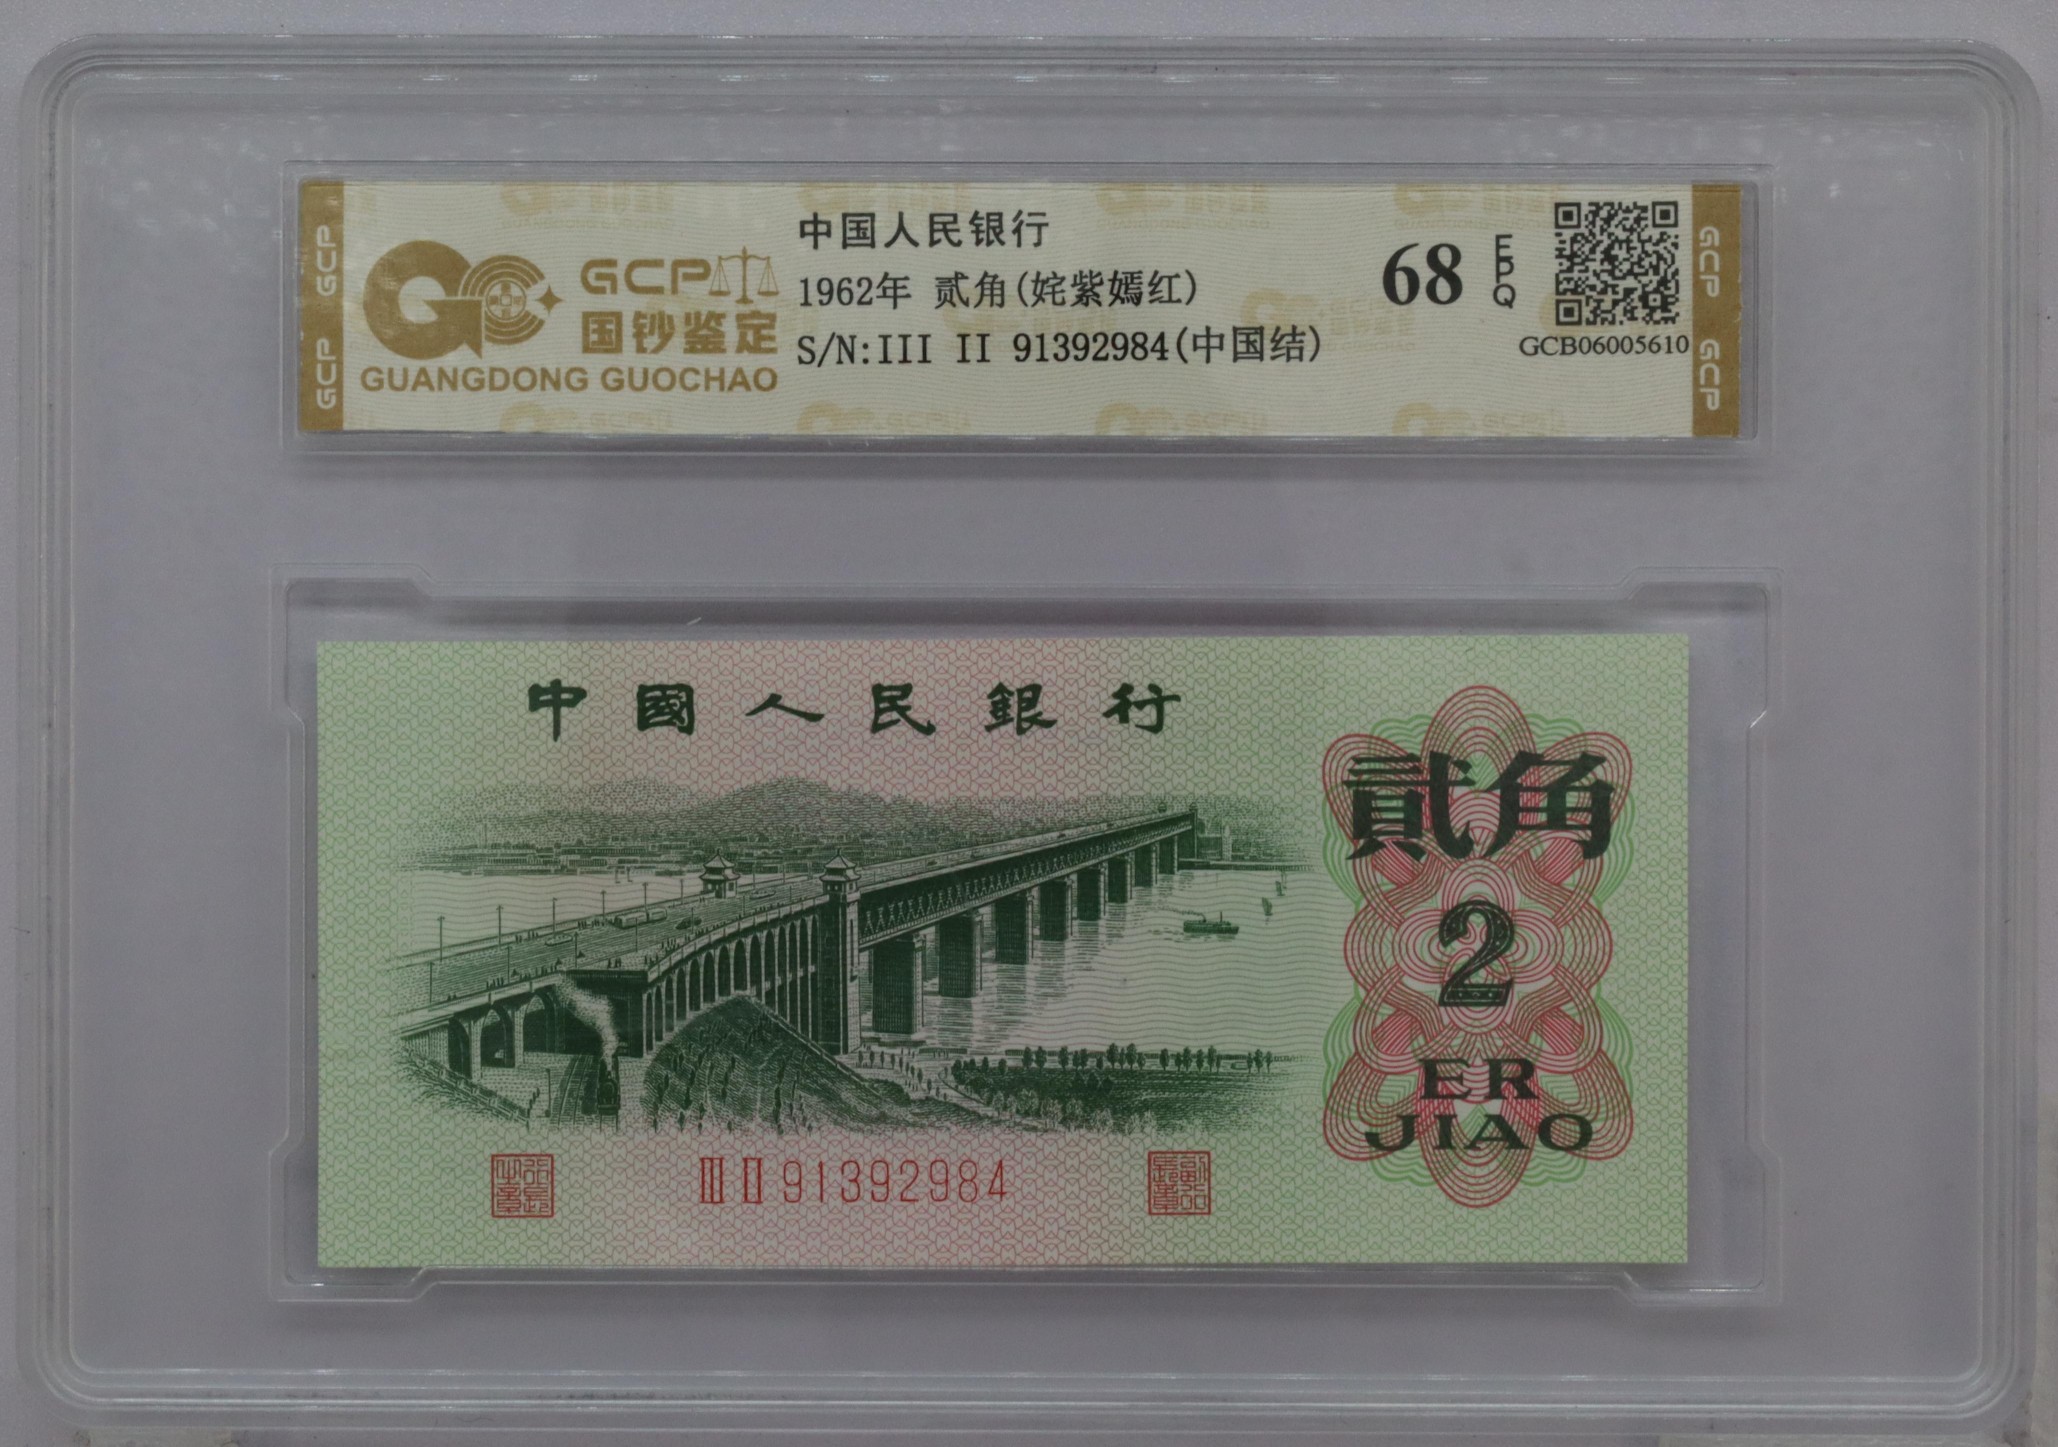 GCP
GCP
GCP
国钞鉴定
GUANGDONG GUOCHAO
中国人民银行
1962年 贰角(姹紫嫣红)
S/N:III II 91392984(中国结)
68
EPQ
GCB06005610
GCP
GCP
中國人民銀行
貳角
2
ER
JIAO
III II 91392984